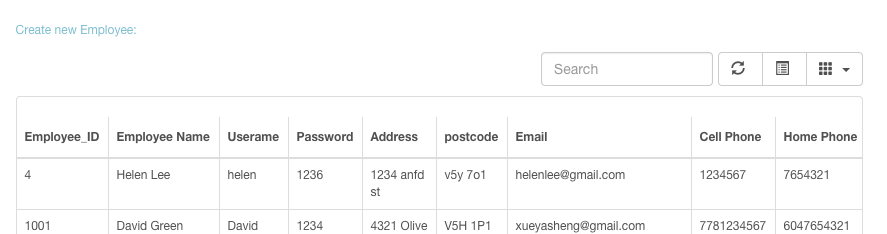 Create new Employee:
Search
Employee_ID Employee Name Userame Password Address postcode Email Cell Phone Home Phone
4 Helen Lee helen 1236 1234 anfd v5y 7o1 helenlee@gmail.com 1234567 7654321
st
1001 David Green David 1234 4321 Olive V5H 1P1 xueyasheng@gmail.com 7781234567 6047654321